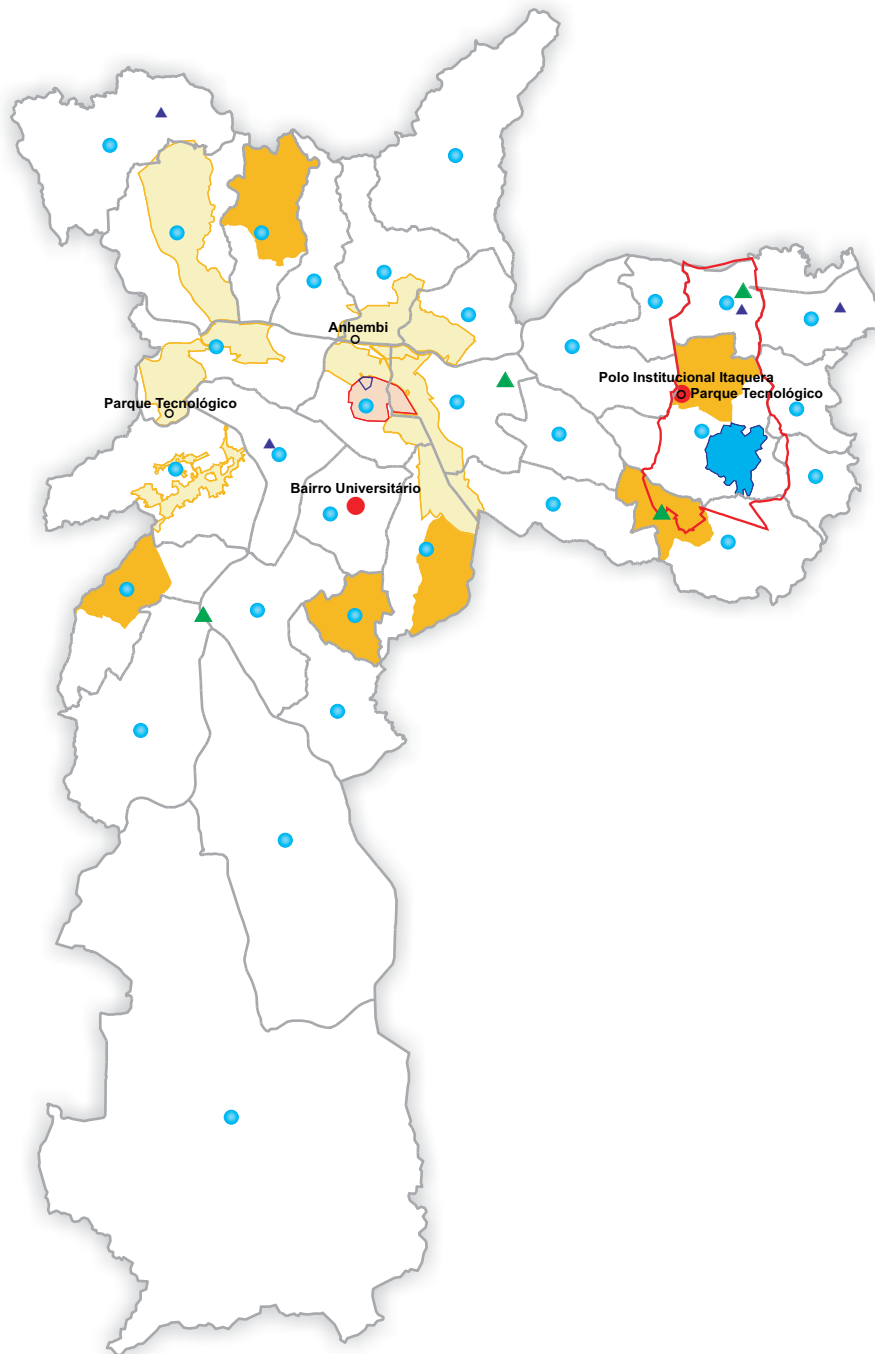 Anhembi
Polo Institucional Itaquera
Parque Tecnológico
Parque Tecnológico
Bairro Universitário